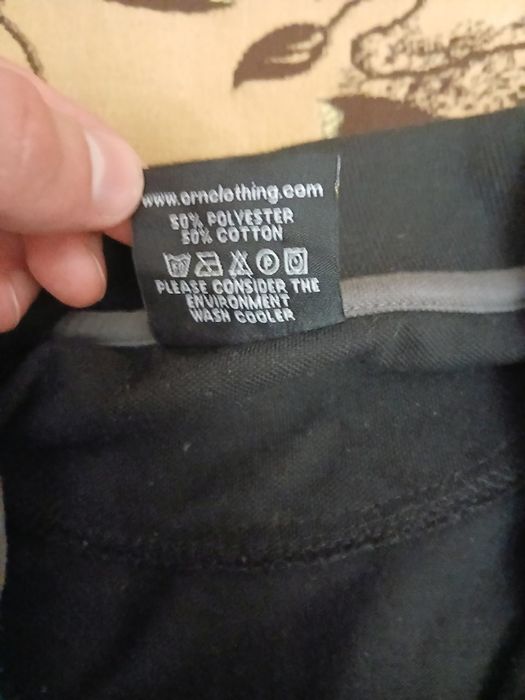 www.ornclothing.com
50% POLYESTER
50% COTTON
PLEASE CONSIDER THE
ENVIRONMENT
WASH COOLER